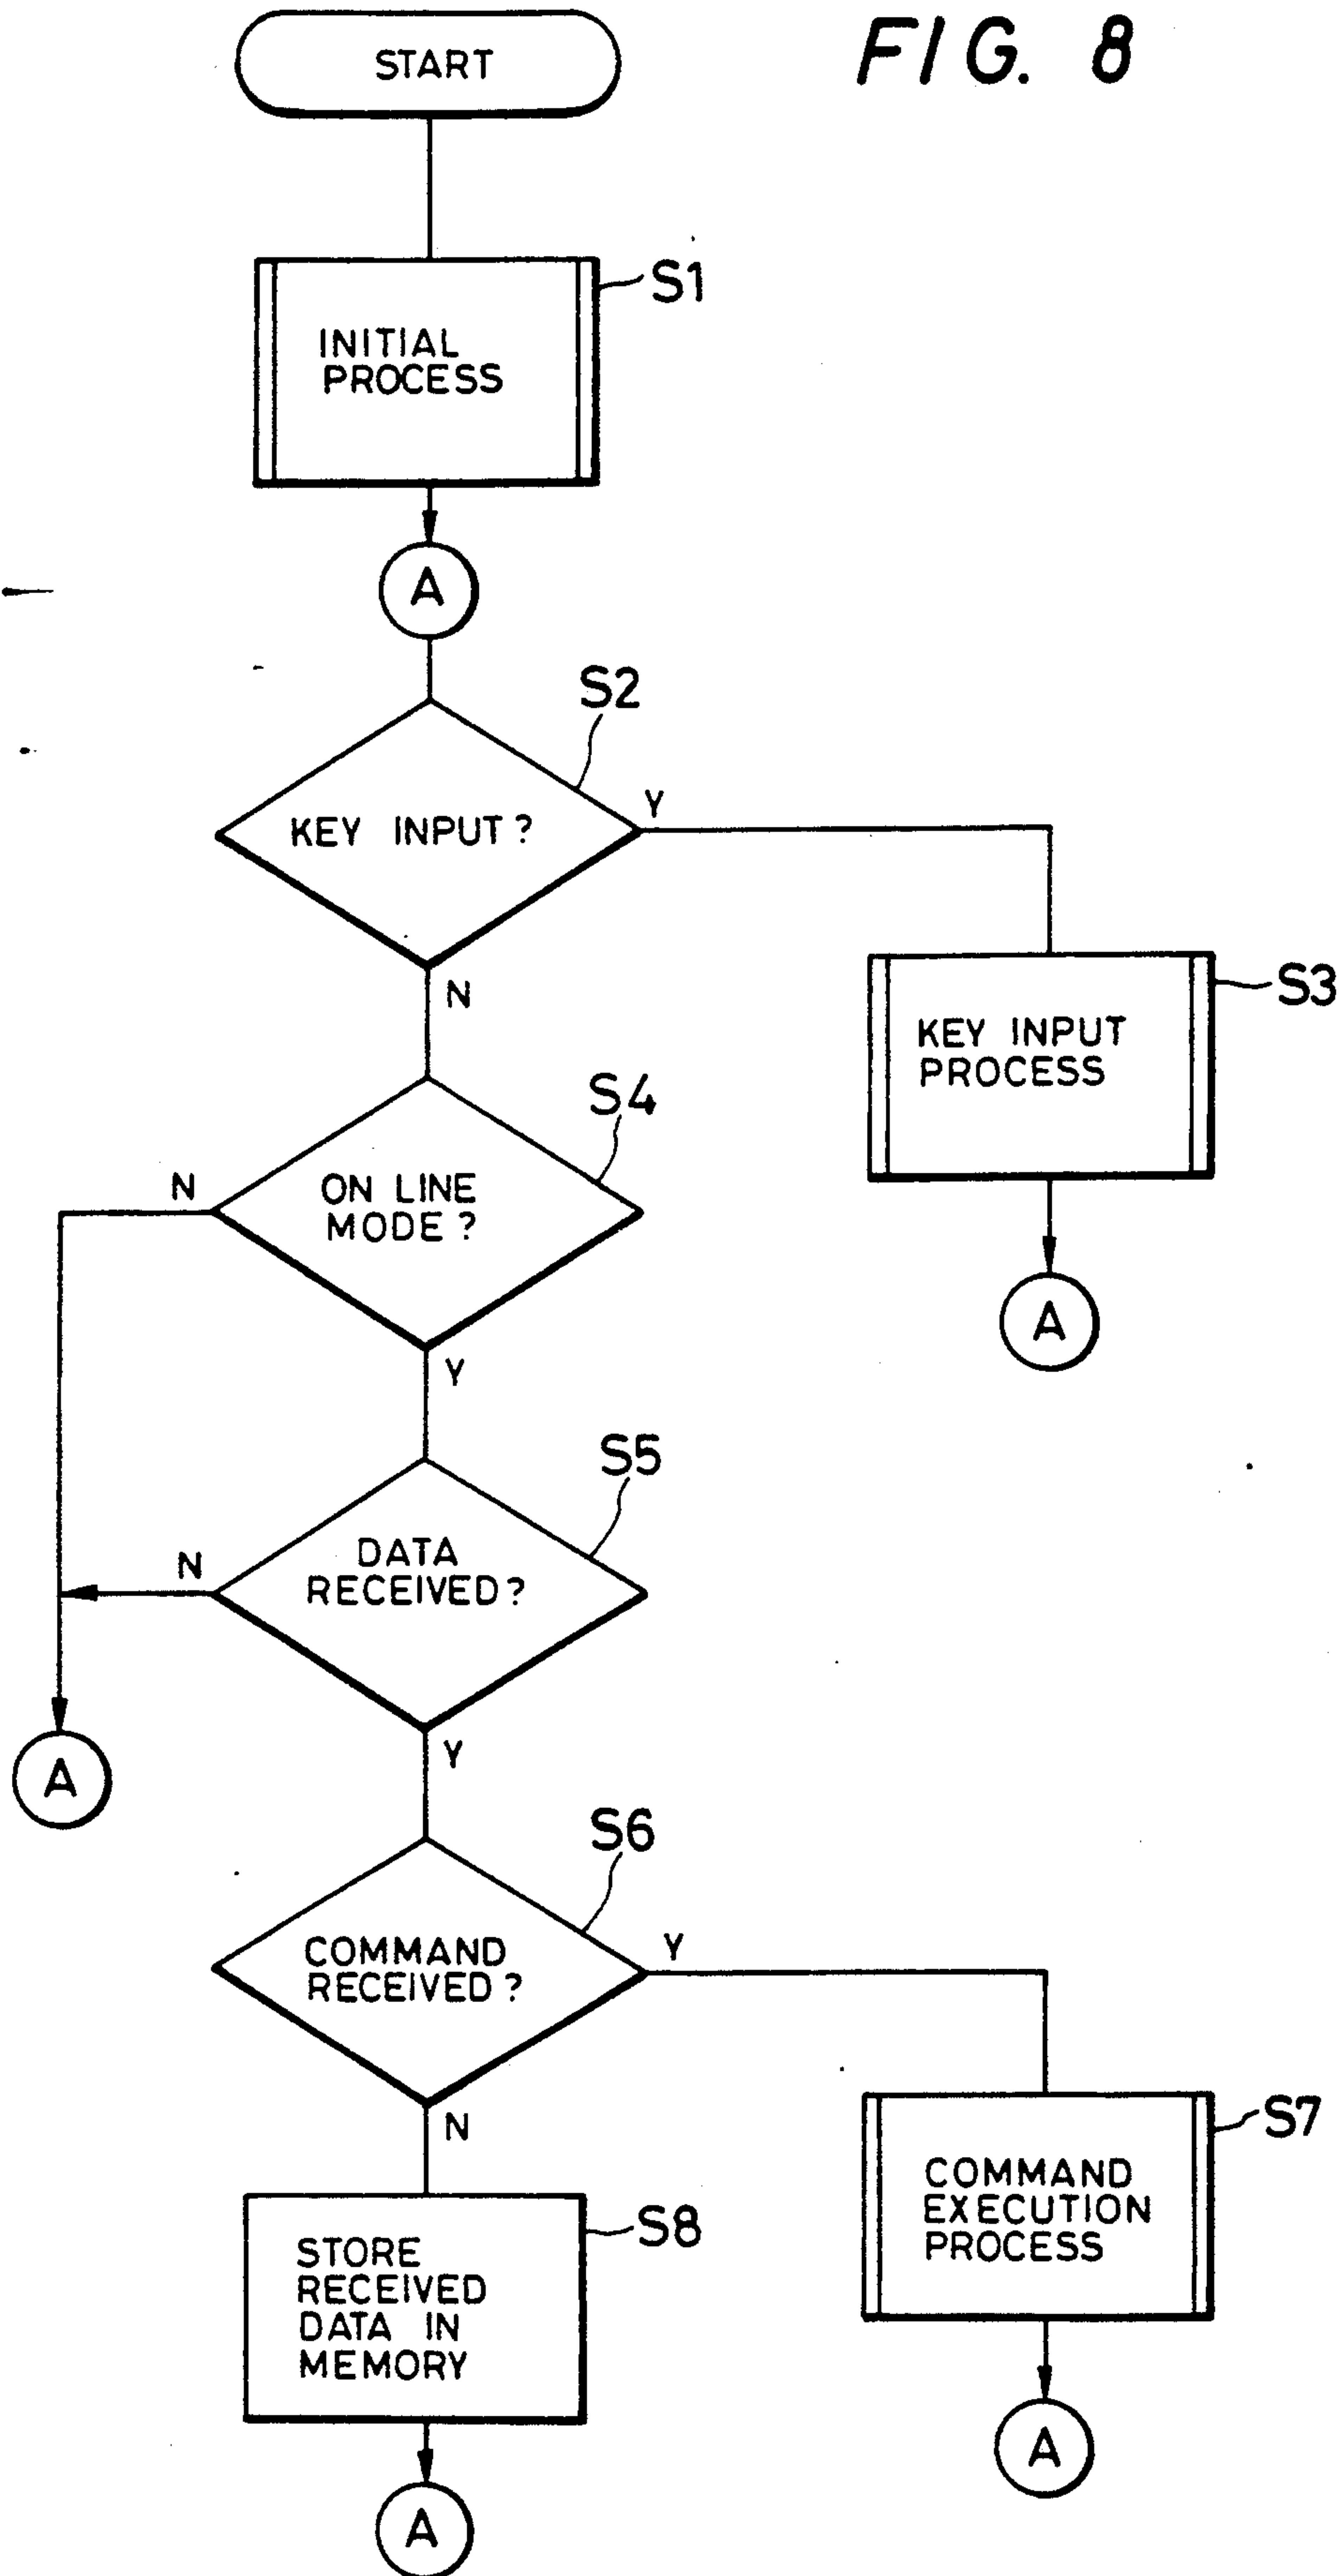 FIG. 8
START
S1
INITIAL
PROCESS
A
S2
KEY INPUT?
Y
N
S3
KEY INPUT
PROCESS
A
S4
ON LINE
MODE?
N
Y
S5
DATA
RECEIVED?
N
Y
A
S6
COMMAND
RECEIVED?
Y
N
S7
COMMAND
EXECUTION
PROCESS
A
S8
STORE
RECEIVED
DATA IN
MEMORY
A